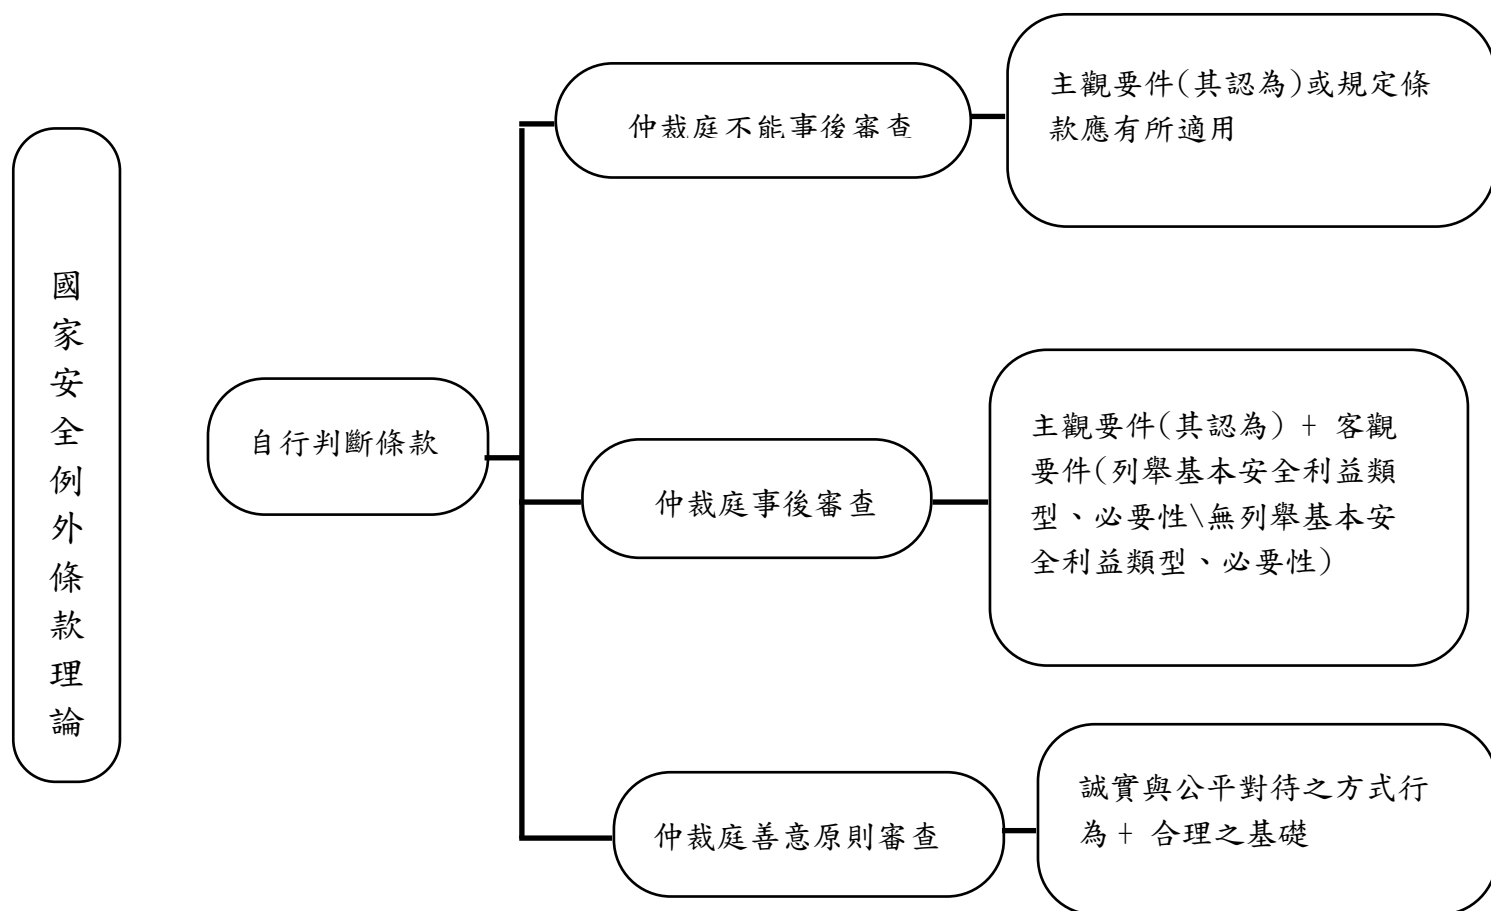 國家安全例外條款理論
自行判斷條款
仲裁庭不能事後審查
主觀要件(其認為)或規定條
款應有所適用
仲裁庭事後審查
主觀要件(其認為) + 客觀
要件(列舉基本安全利益類
型、必要性\無列舉基本安
全利益類型、必要性)
仲裁庭善意原則審查
誠實與公平對待之方式行
為 + 合理之基礎